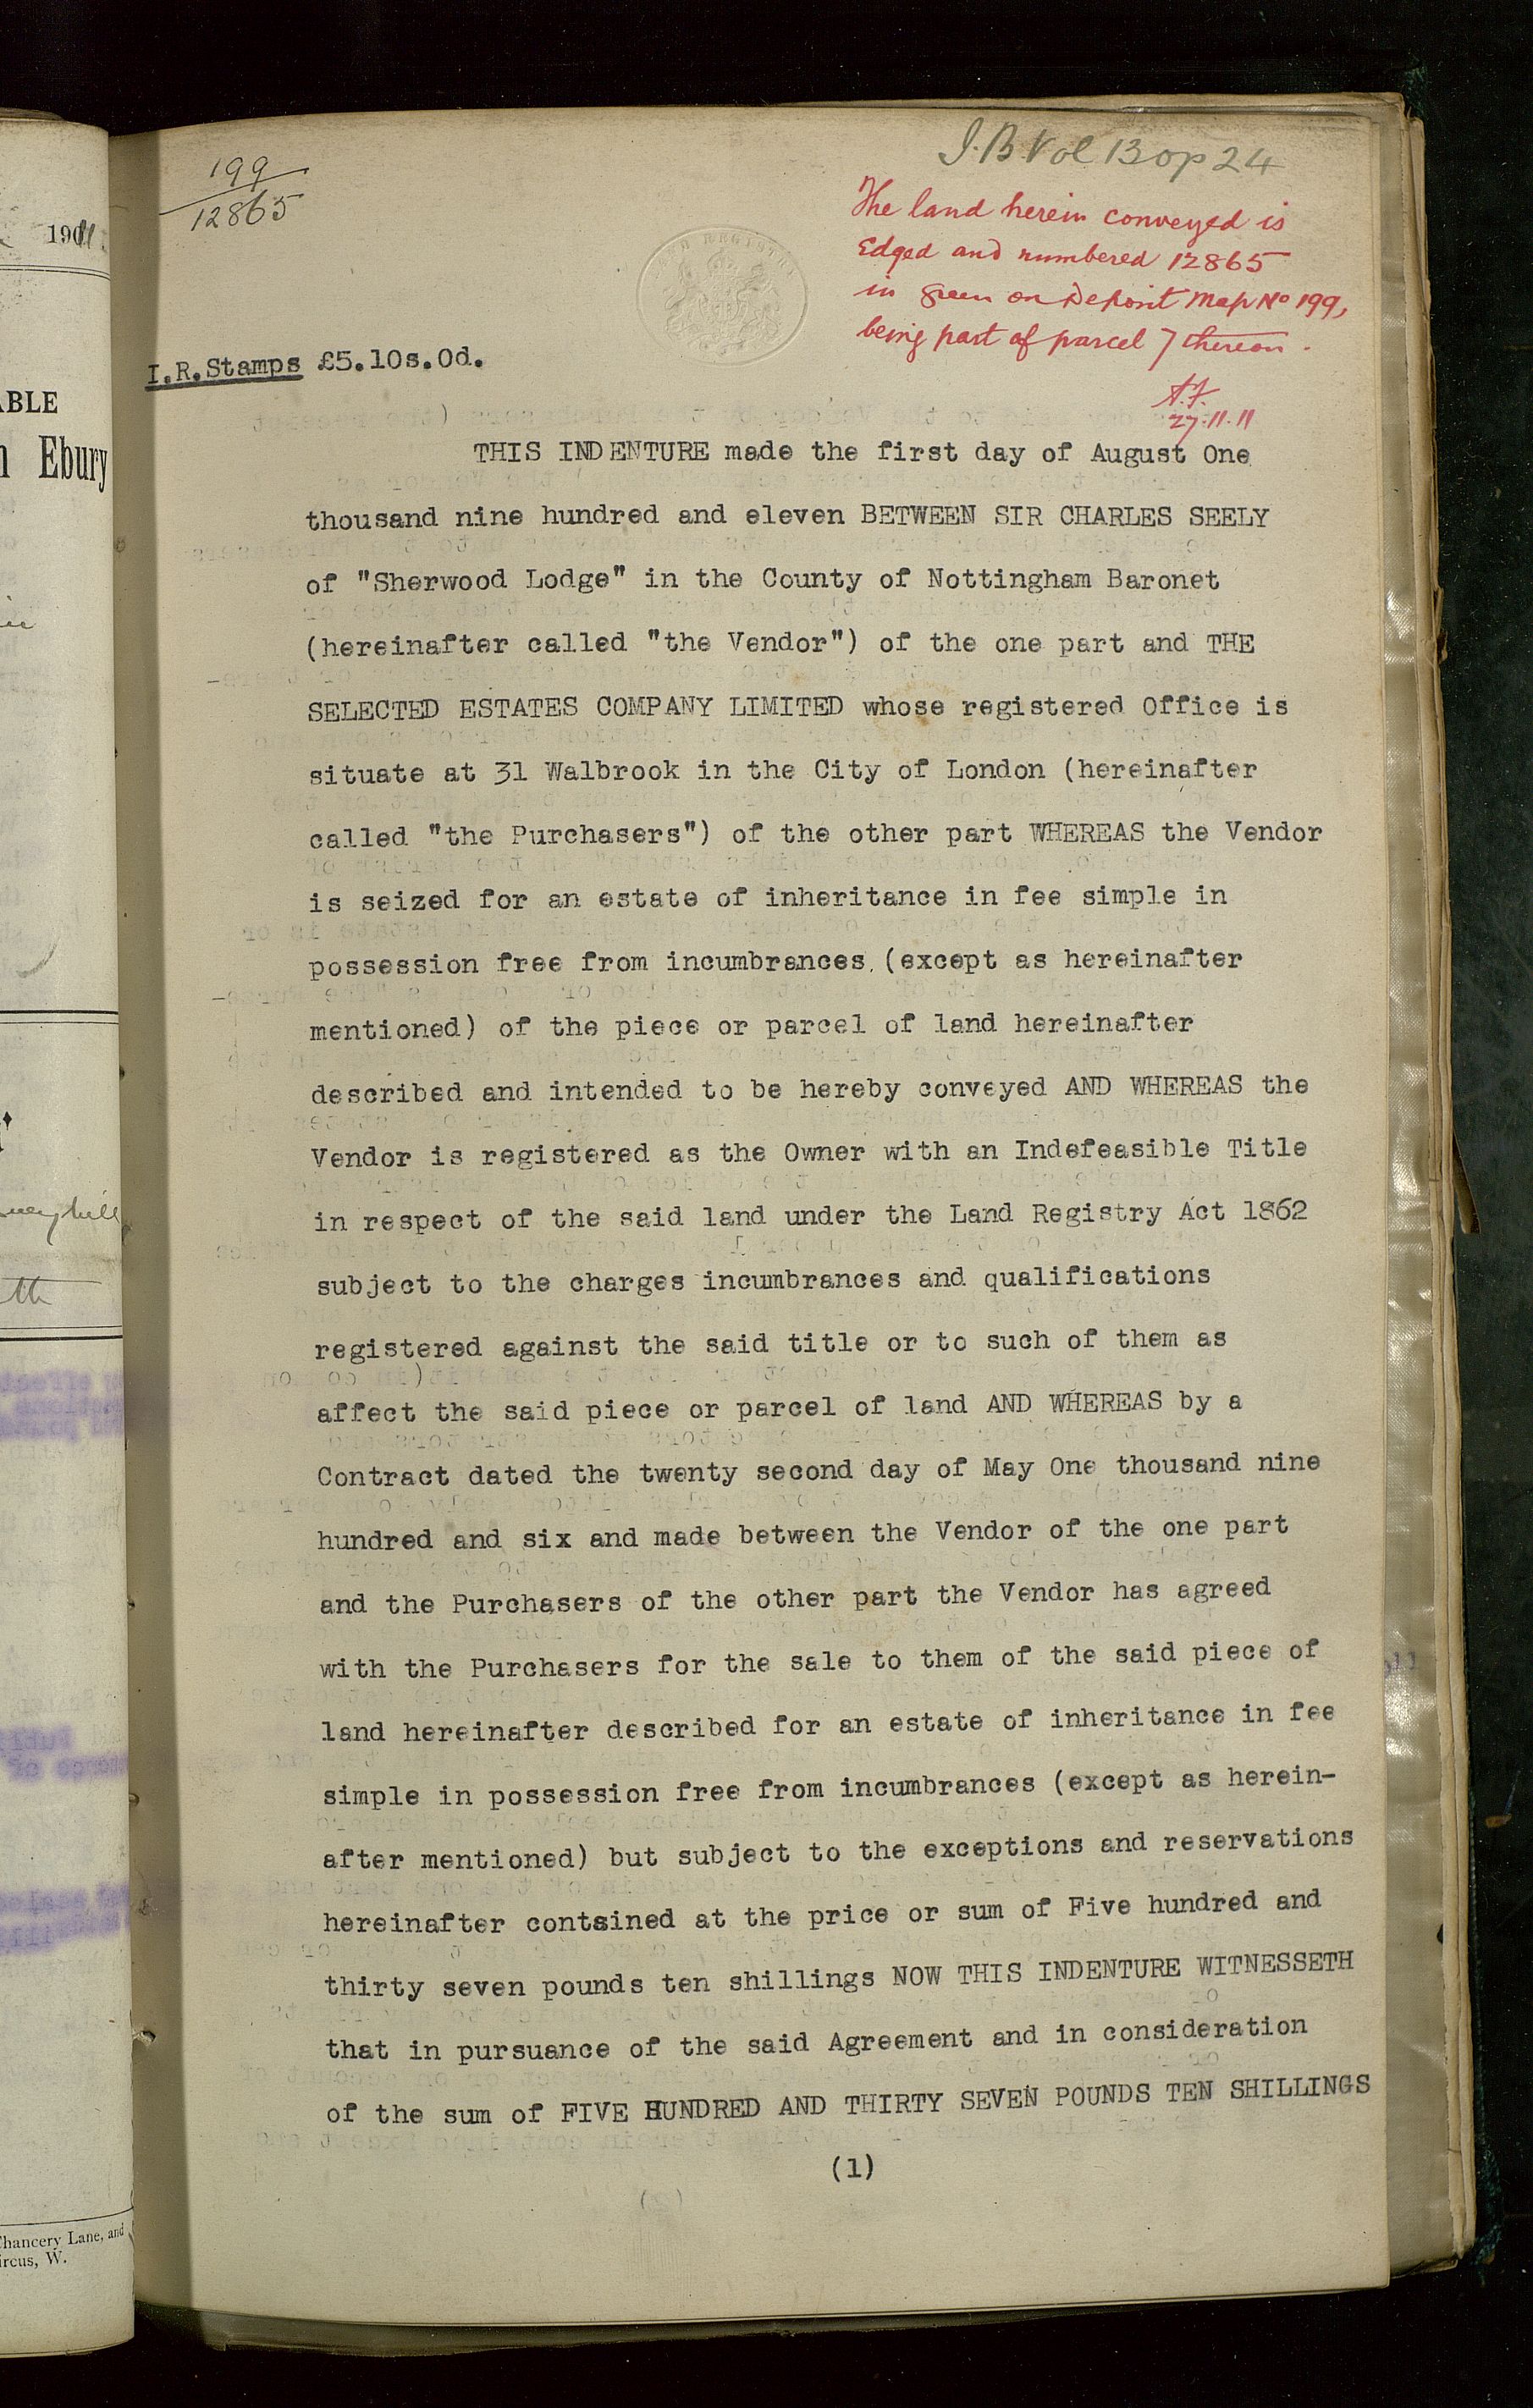 199
12865
I.B Vol 13 op 24
The land herein conveyed is
Edged and numbered 12865
in green on Deposit Map No 199,
being part of parcel 7 thereon.
A.F.
27.11.11
I.R.Stamps £5.10s.0d.
THIS INDENTURE made the first day of August One
thousand nine hundred and eleven BETWEEN SIR CHARLES SEELY
of "Sherwood Lodge" in the County of Nottingham Baronet
(hereinafter called "the Vendor") of the one part and THE
SELECTED ESTATES COMPANY LIMITED whose registered Office is
situate at 31 Walbrook in the City of London (hereinafter
called "the Purchasers") of the other part WHEREAS the Vendor
is seized for an estate of inheritance in fee simple in
possession free from incumbrances (except as hereinafter
mentioned) of the piece or parcel of land hereinafter
described and intended to be hereby conveyed AND WHEREAS the
Vendor is registered as the Owner with an Indefeasible Title
in respect of the said land under the Land Registry Act 1862
subject to the charges incumbrances and qualifications
registered against the said title or to such of them as
affect the said piece or parcel of land AND WHEREAS by a
Contract dated the twenty second day of May One thousand nine
hundred and six and made between the Vendor of the one part
and the Purchasers of the other part the Vendor has agreed
with the Purchasers for the sale to them of the said piece of
land hereinafter described for an estate of inheritance in fee
simple in possession free from incumbrances (except as herein-
after mentioned) but subject to the exceptions and reservations
hereinafter contained at the price or sum of Five hundred and
thirty seven pounds ten shillings NOW THIS INDENTURE WITNESSETH
that in pursuance of the said Agreement and in consideration
of the sum of FIVE HUNDRED AND THIRTY SEVEN POUNDS TEN SHILLINGS
(1)
Ebury
Chancery Lane, and
ircus, W.